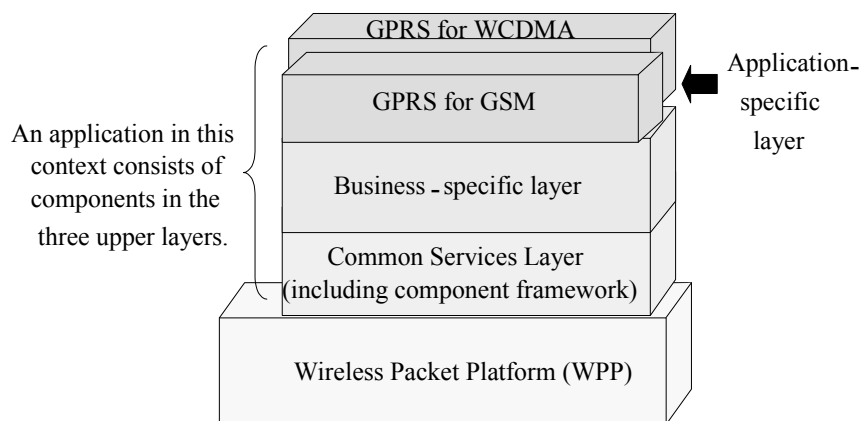 GPRS for WCDMA
GPRS for GSM
Application-
specific
layer
An application in this
context consists of
components in the
three upper layers.
Business-specific layer
Common Services Layer
(including component framework)
Wireless Packet Platform (WPP)